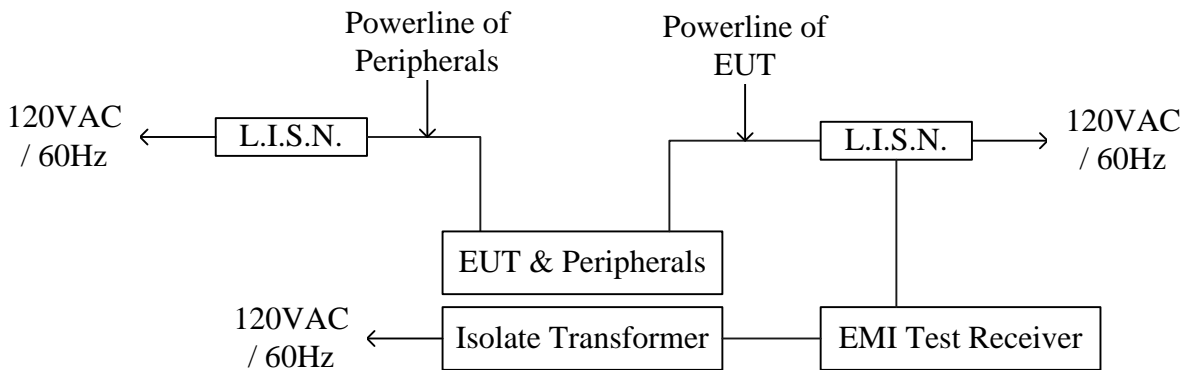 Powerline of
Peripherals
Powerline of
EUT
120VAC
/ 60Hz
L.I.S.N.
L.I.S.N.
120VAC
/ 60Hz
EUT & Peripherals
120VAC
/ 60Hz
Isolate Transformer
EMI Test Receiver